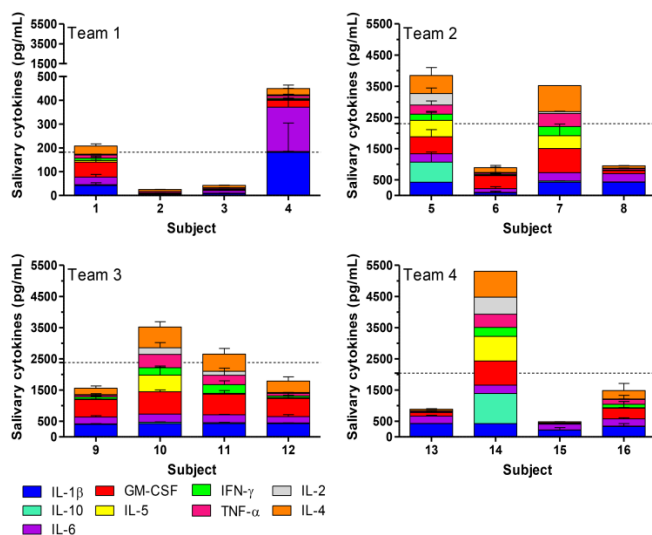 Team 1
Salivary cytokines (pg/mL)
5500
3500
1500
500
400
300
200
100
0
1 2 3 4
Subject
Team 2
Salivary cytokines (pg/mL)
5500
4500
3500
2500
1500
500
0
5 6 7 8
Subject
Team 3
Salivary cytokines (pg/mL)
5500
4500
3500
2500
1500
500
0
9 10 11 12
Subject
Team 4
Salivary cytokines (pg/mL)
5500
4500
3500
2500
1500
500
0
13 14 15 16
Subject
IL-1β GM-CSF IFN-γ IL-2
IL-10 IL-5 TNF-α IL-4
IL-6